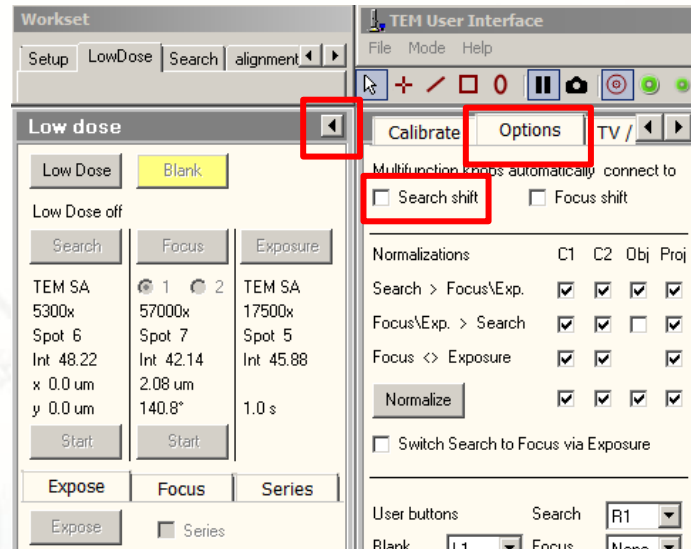 Workset
Setup LowDose Search alignment
Low dose
Low Dose Blank
Low Dose off
Search Focus Exposure
TEM SA 1 2 TEM SA
5300x 57000x 17500x
Spot 6 Spot 7 Spot 5
Int 48.22 Int 42.14 Int 45.88
x 0.0 um 2.08 um
y 0.0 um 140.8° 1.0 s
Start Start
Expose Focus Series
Expose Series
TEM User Interface
File Mode Help
Calibrate Options TV /
Multifunction Knobs automatically connect to
Search shift Focus shift
Normalizations C1 C2 Obj Proj
Search > Focus\Exp.
Focus\Exp. > Search
Focus <> Exposure
Normalize
Switch Search to Focus via Exposure
User buttons Search R1
Blank L1 Focus None